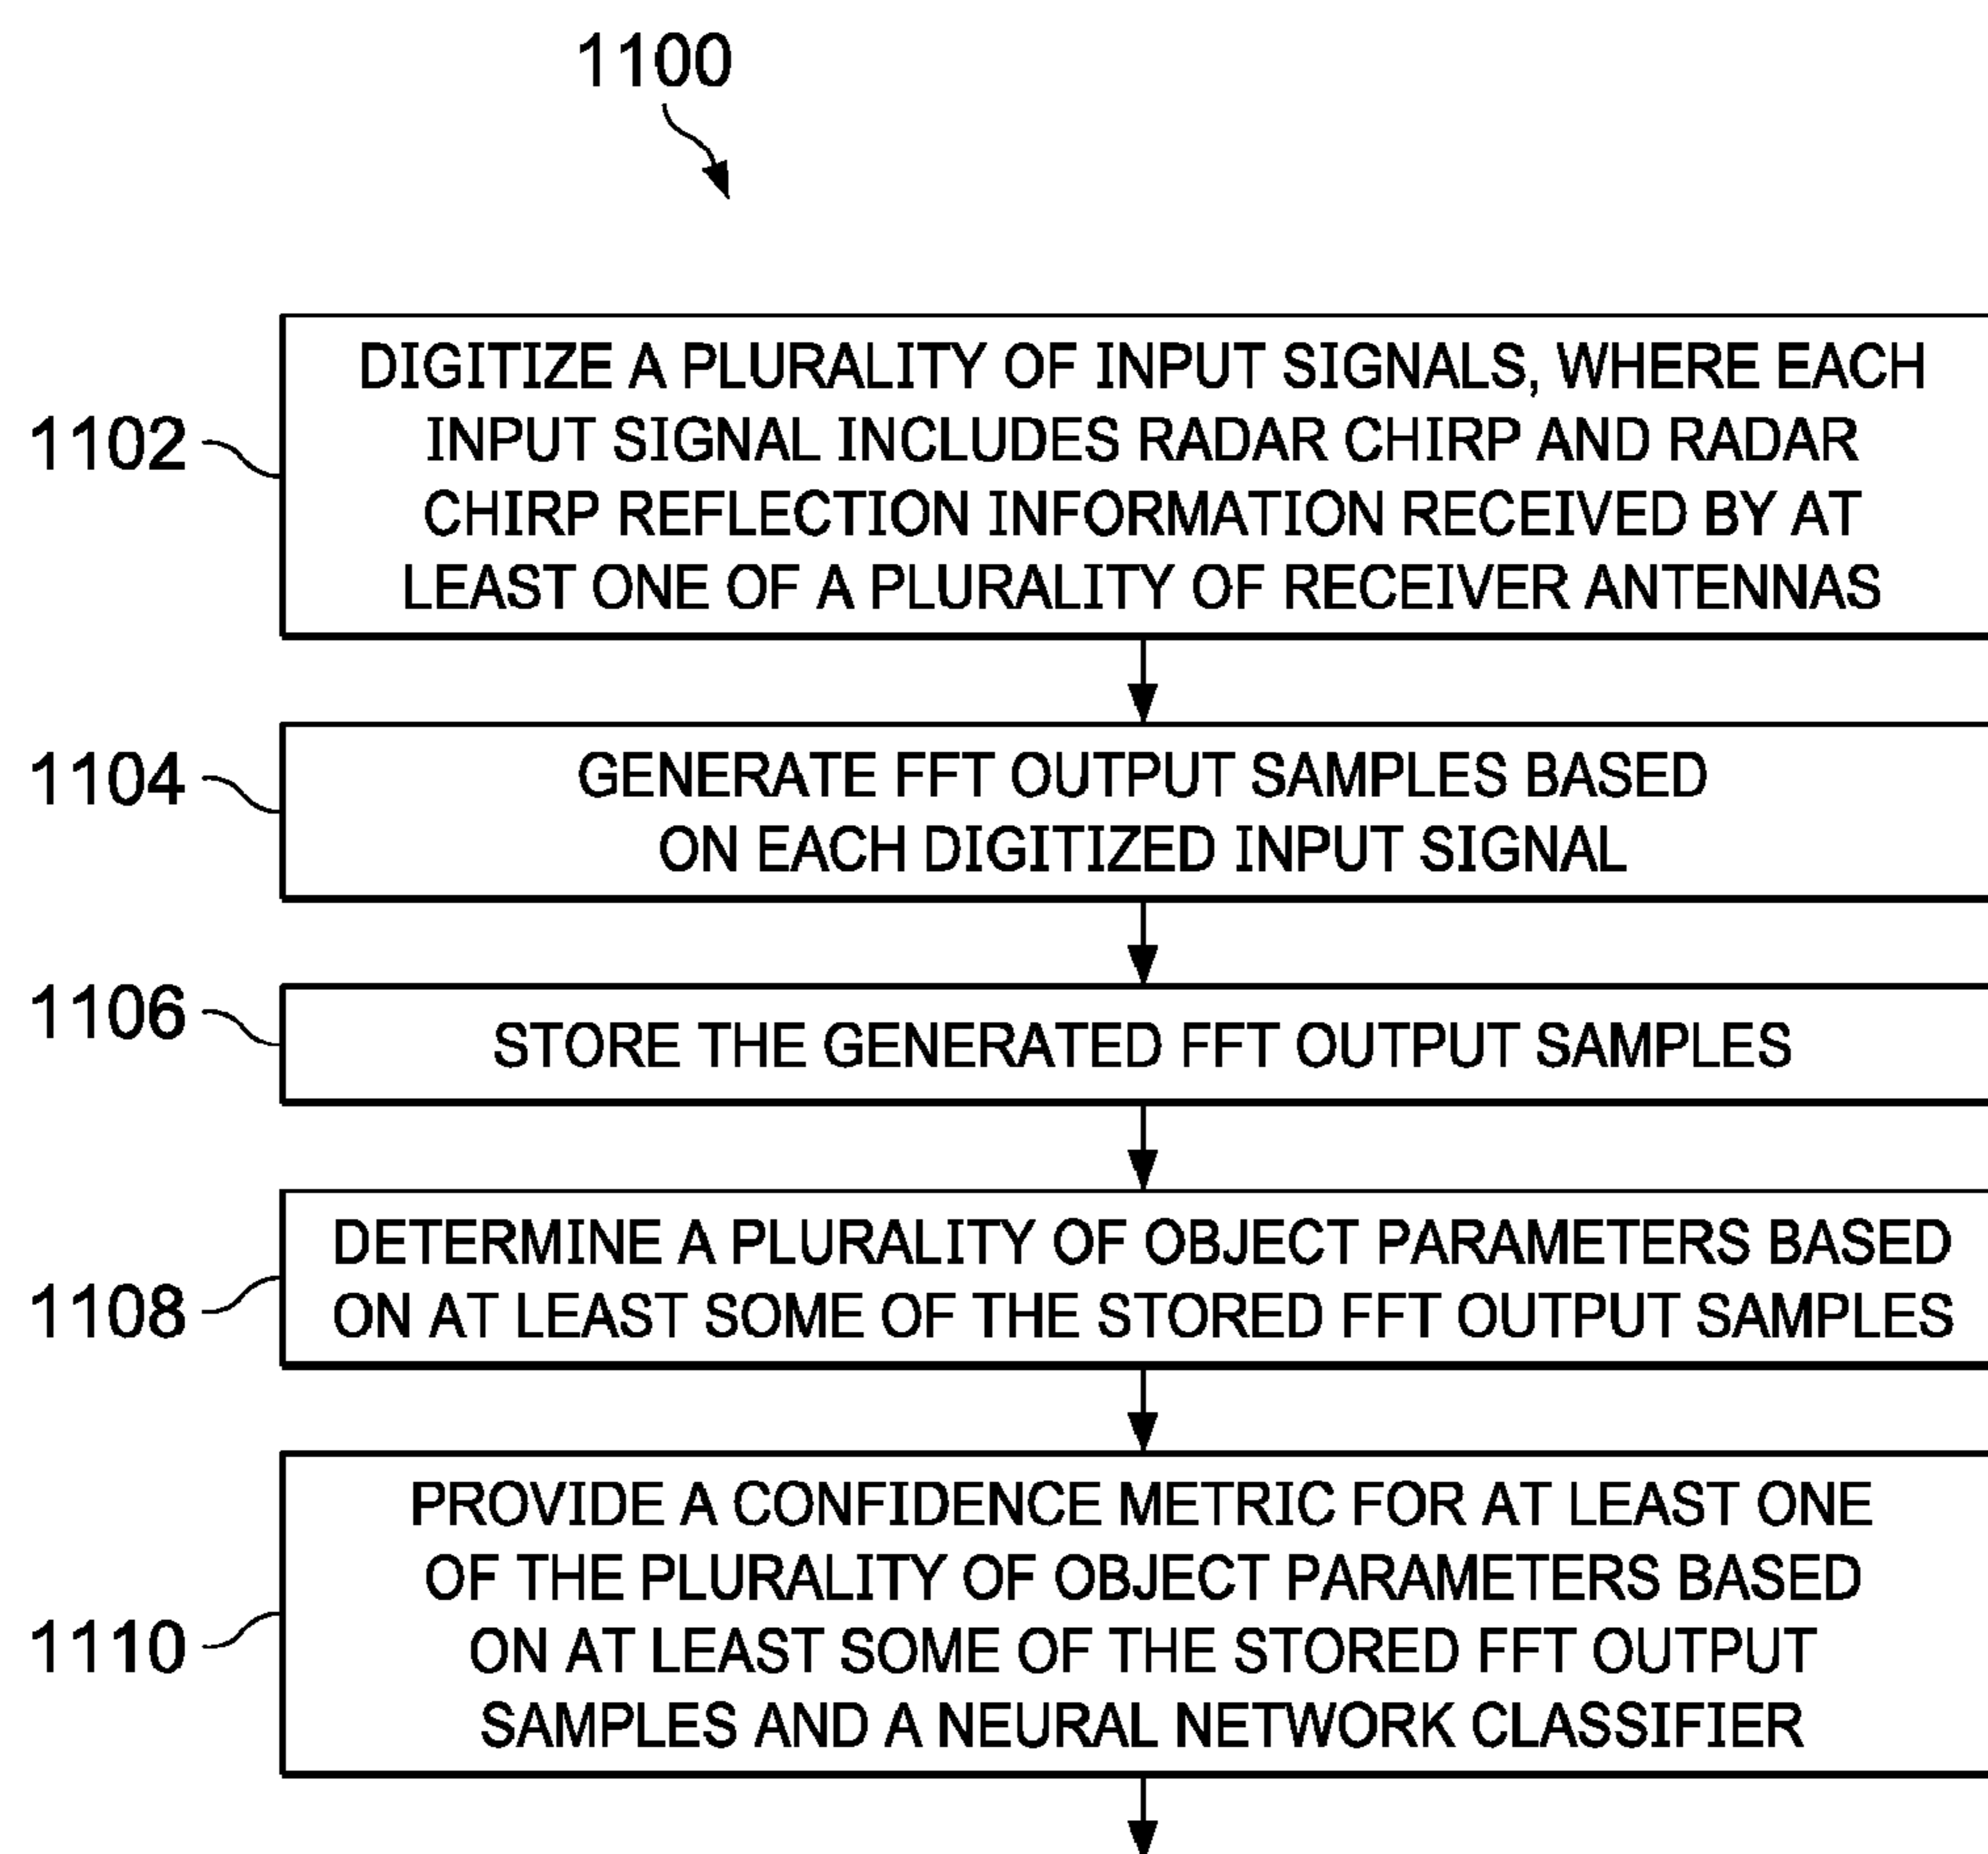 1100
1102
DIGITIZE A PLURALITY OF INPUT SIGNALS, WHERE EACH
INPUT SIGNAL INCLUDES RADAR CHIRP AND RADAR
CHIRP REFLECTION INFORMATION RECEIVED BY AT
LEAST ONE OF A PLURALITY OF RECEIVER ANTENNAS
1104
GENERATE FFT OUTPUT SAMPLES BASED
ON EACH DIGITIZED INPUT SIGNAL
1106
STORE THE GENERATED FFT OUTPUT SAMPLES
1108
DETERMINE A PLURALITY OF OBJECT PARAMETERS BASED
ON AT LEAST SOME OF THE STORED FFT OUTPUT SAMPLES
1110
PROVIDE A CONFIDENCE METRIC FOR AT LEAST ONE
OF THE PLURALITY OF OBJECT PARAMETERS BASED
ON AT LEAST SOME OF THE STORED FFT OUTPUT
SAMPLES AND A NEURAL NETWORK CLASSIFIER